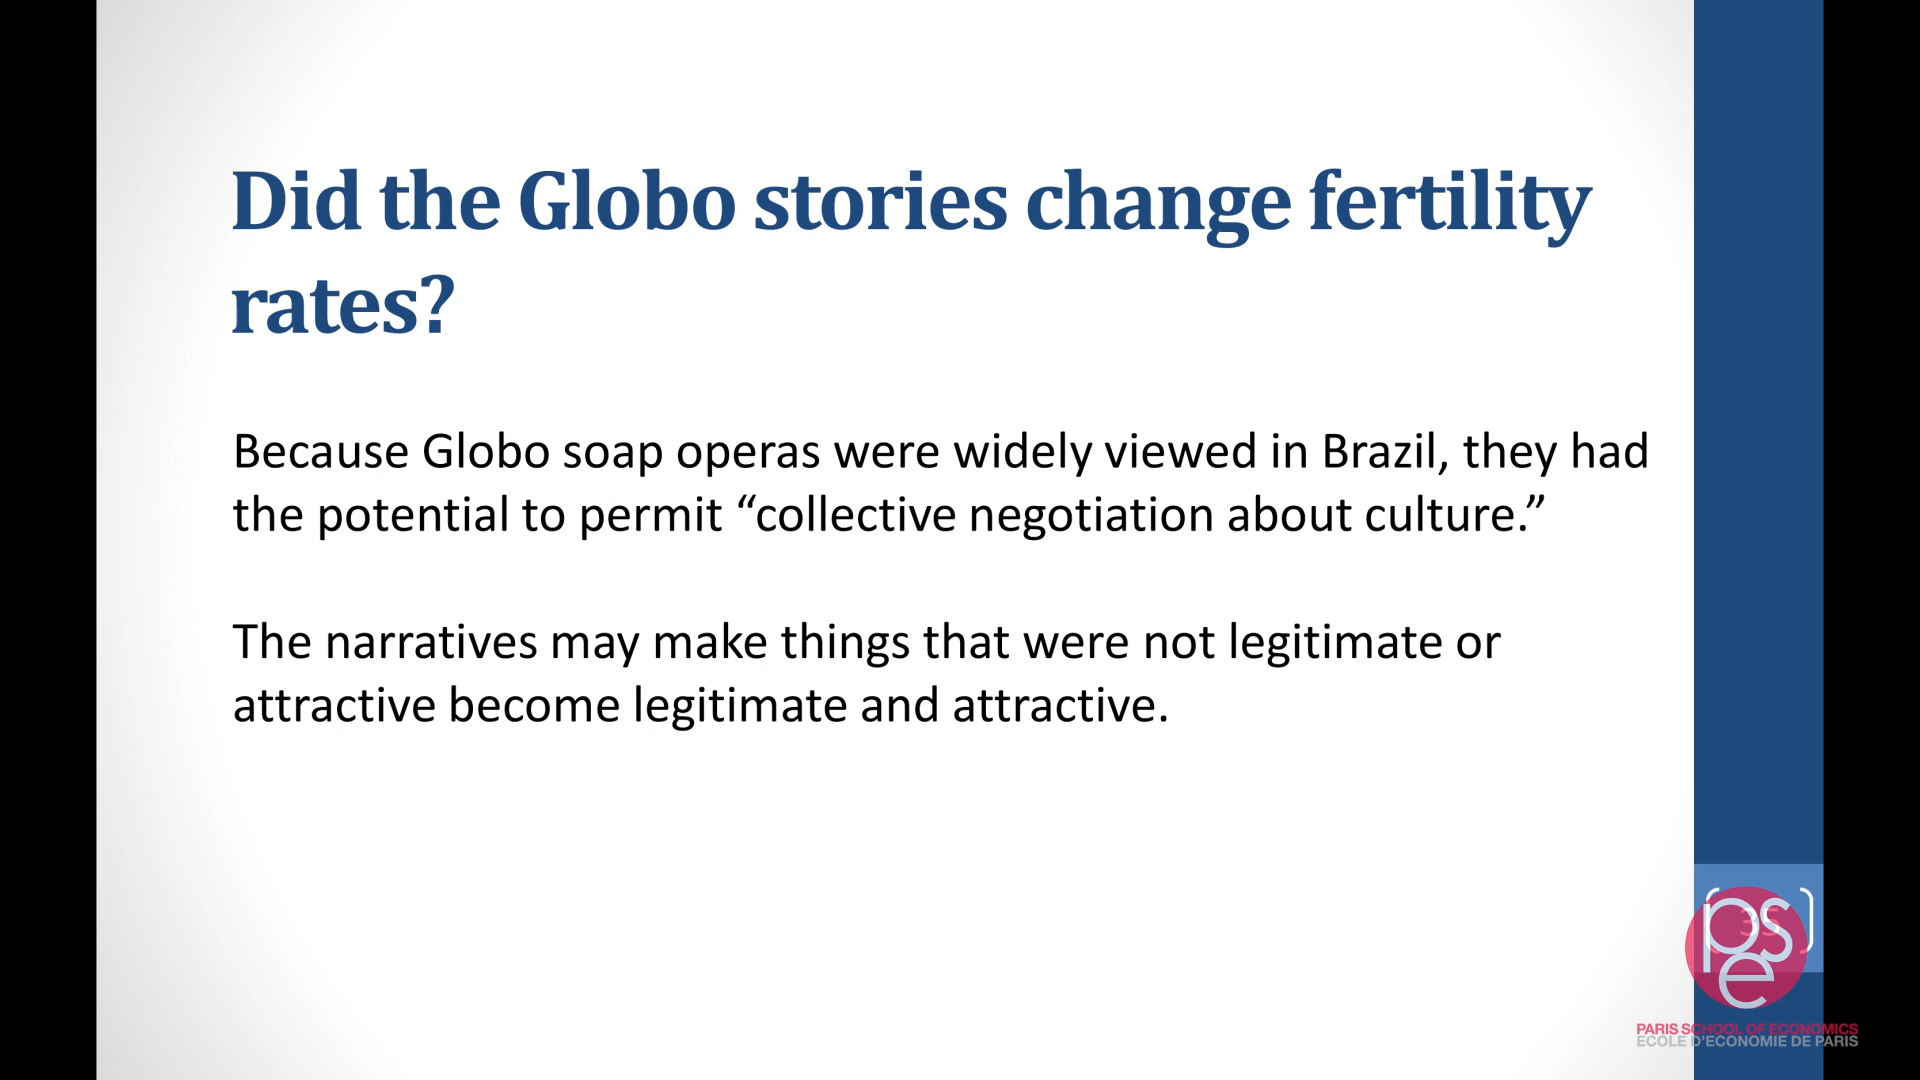 Did the Globo stories change fertility
rates?
Because Globo soap operas were widely viewed in Brazil, they had
the potential to permit “collective negotiation about culture.”
The narratives may make things that were not legitimate or
attractive become legitimate and attractive.
35
pse
PARIS SCHOOL OF ECONOMICS
ECOLE D'ECONOMIE DE PARIS